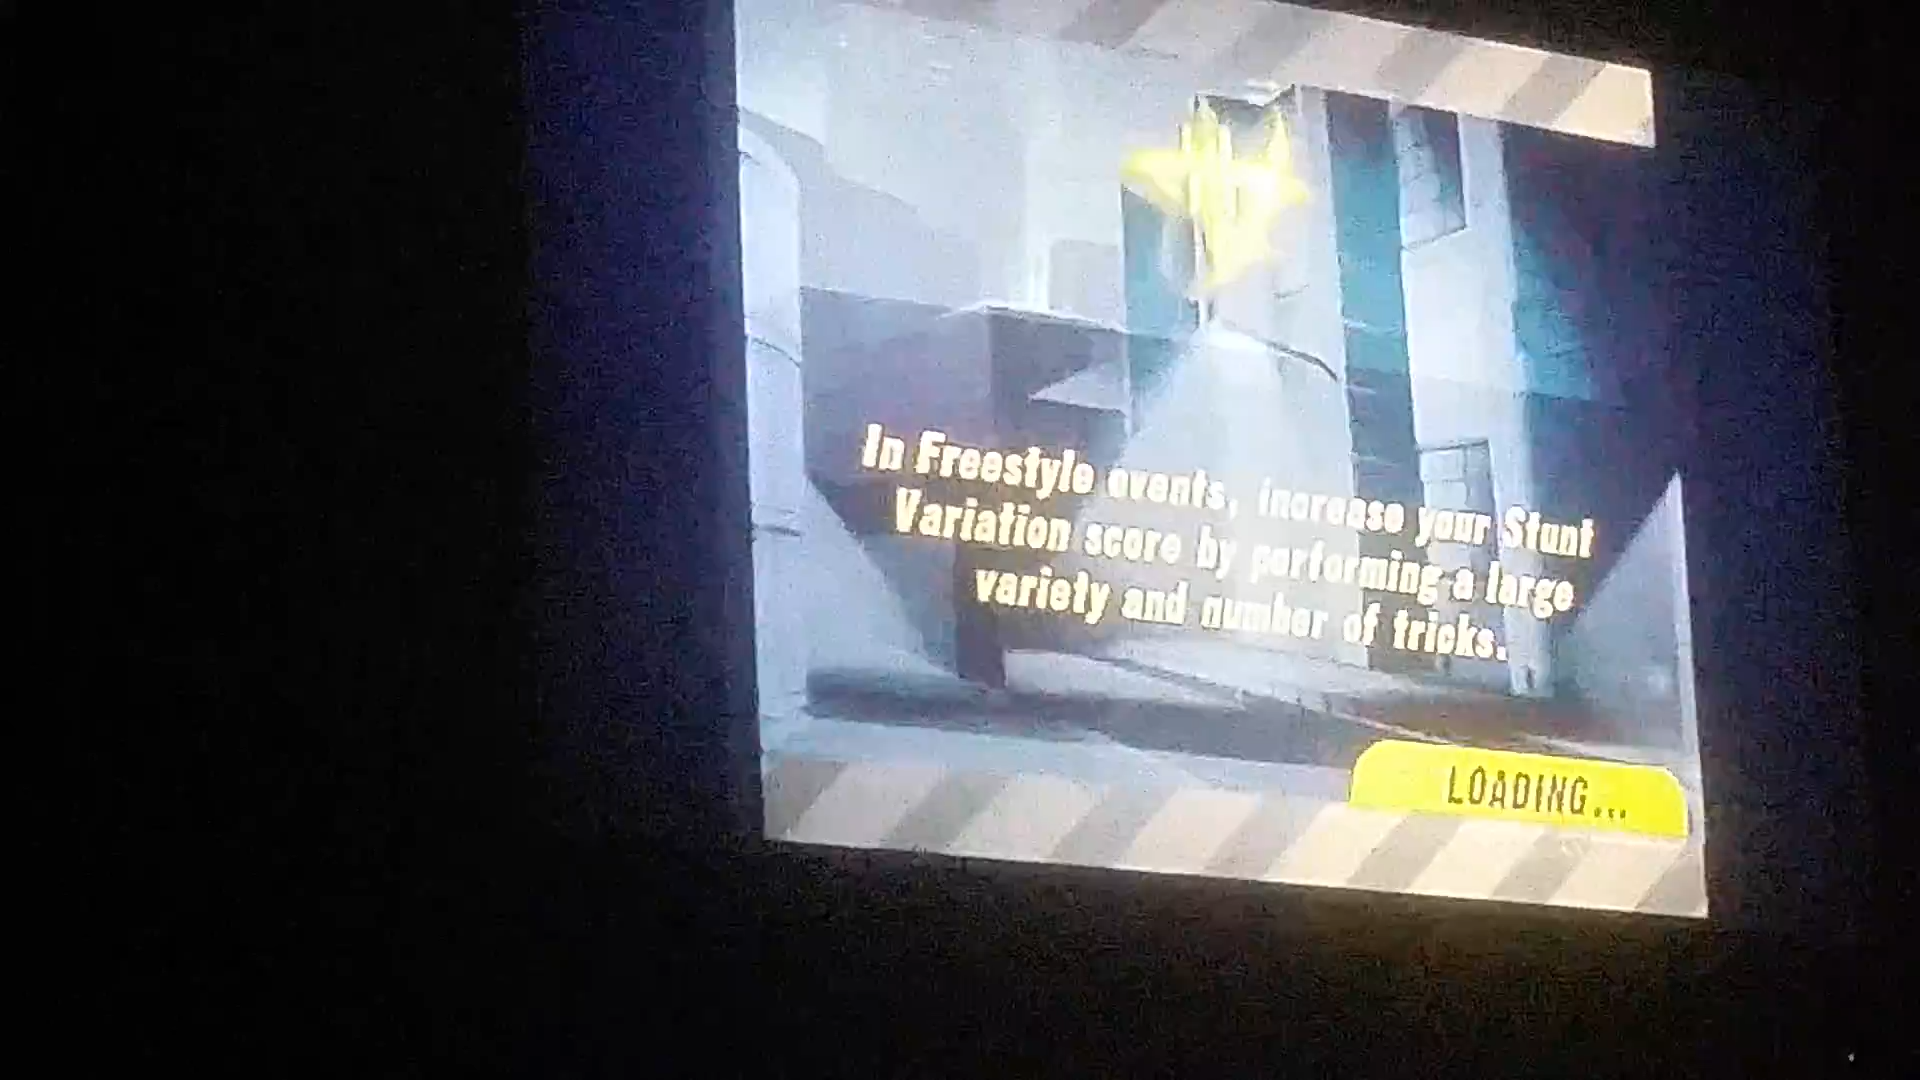 In Freestyle events, increase your Stunt
Variation score by performing a large
variety and number of tricks.
LOADING...